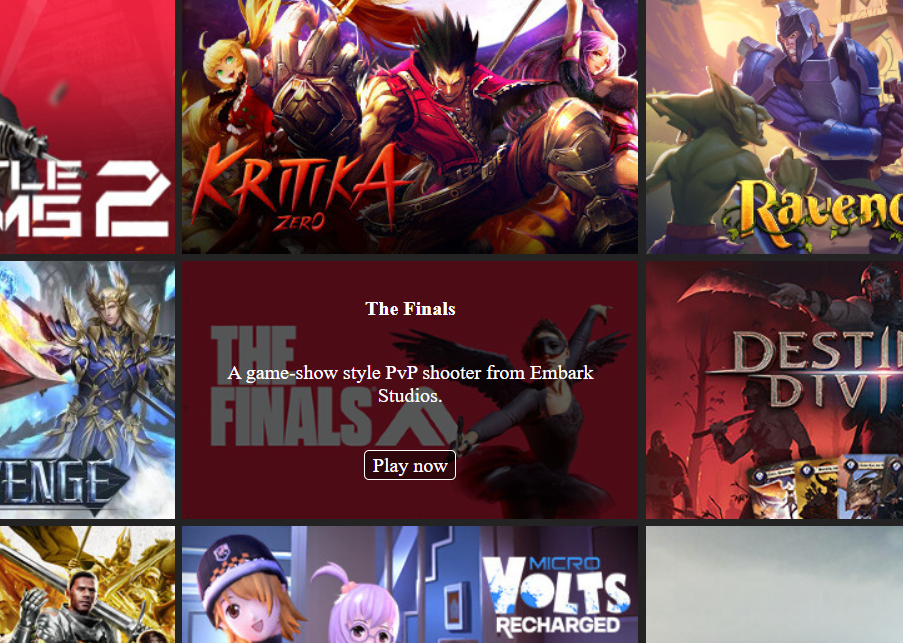 TLE
MS 2
KRITIKA
ZERO
Raveno
The Finals
THE
FINALS
A game-show style PvP shooter from Embark
Studios.
Play now
DESTIN
DIVI
ENGE
MICRO
VOLTS
RECHARGED